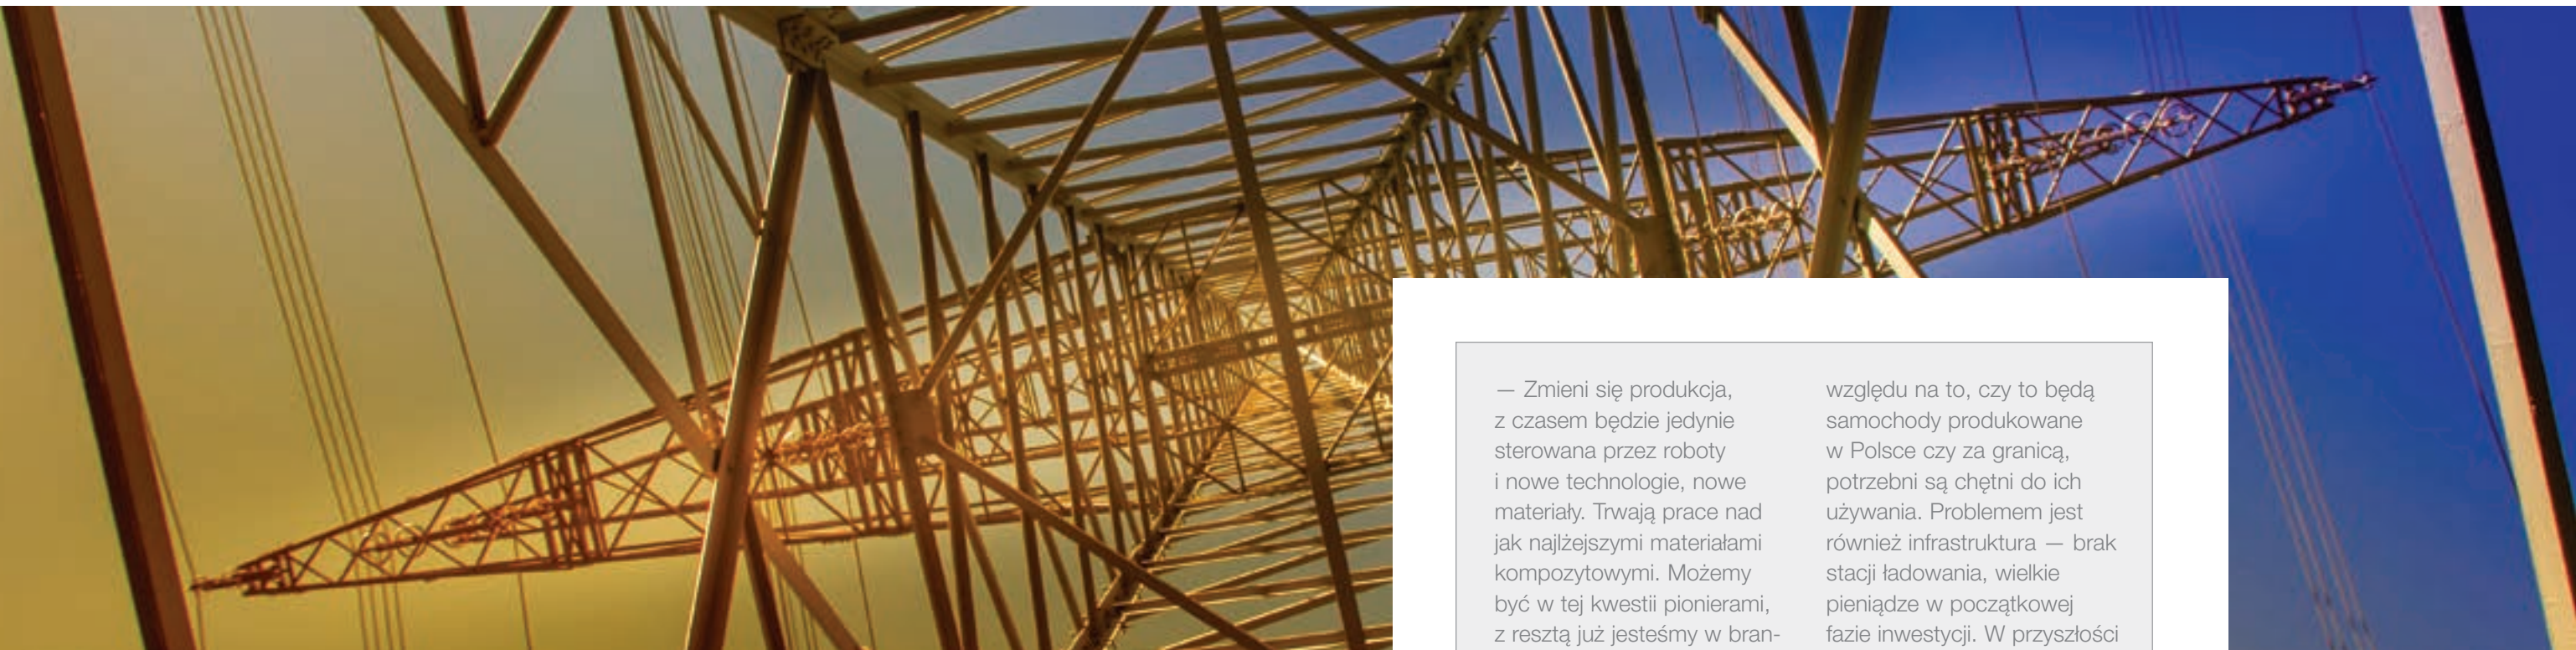 — Zmieni się produkcja,
z czasem będzie jedynie
sterowana przez roboty
i nowe technologie, nowe
materiały. Trwają prace nad
jak najlżejszymi materiałami
kompozytowymi. Możemy
być w tej kwestii pionierami,
z resztą już jesteśmy w bran-
względu na to, czy to będą
samochody produkowane
w Polsce czy za granicą,
potrzebni są chętni do ich
używania. Problemem jest
również infrastruktura — brak
stacji ładowania, wielkie
pieniądze w początkowej
fazie inwestycji. W przyszłości